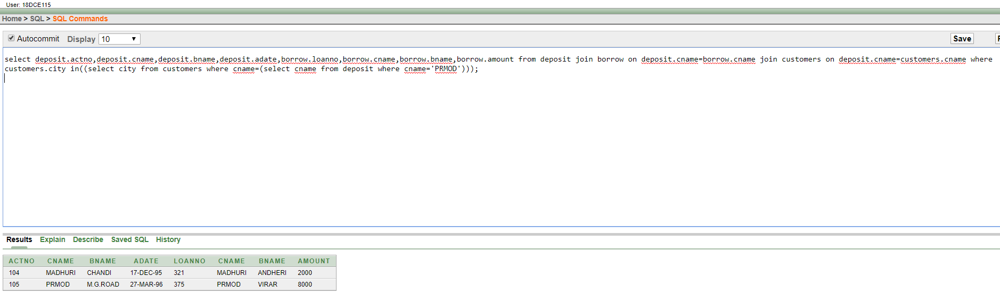 User: 18DCE115
Home > SQL > SQL Commands
Autocommit Display 10 Save
select deposit.actno,deposit.cname,deposit.bname,deposit.adate,borrow.loanno,borrow.cname,borrow.bname,borrow.amount from deposit join borrow on deposit.cname=borrow.cname join customers on deposit.cname=customers.cname where
customers.city in((select city from customers where cname=(select cname from deposit where cname='PRMOD')));
Results Explain Describe Saved SQL History
ACTNO CNAME BNAME ADATE LOANNO CNAME BNAME AMOUNT
104 MADHURI CHANDI 17-DEC-95 321 MADHURI ANDHERI 2000
105 PRMOD M.G.ROAD 27-MAR-96 375 PRMOD VIRAR 8000